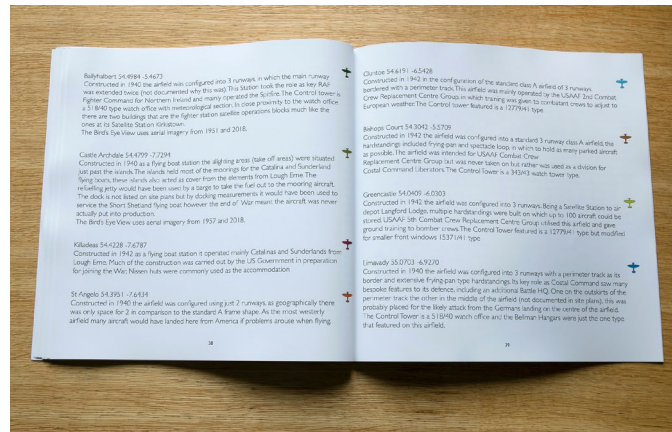 Ballyhalbert 54.4984 -5.4673
Constructed in 1940 the airfield was configured into 3 runways, in which the main runway
was extended twice (not documented why was this). This Station took the role as key RAF
Fighter Command for Northern Ireland and mainly operated the Spitfire. The Control tower is
a 518/40 type watch office with meteorological section. In close proximity to the watch office
there are two buildings that are the fighter station satellite operations blocks much like the
ones at its Satellite Station Kirkistown.
The Bird's Eye View uses aerial imagery from 1951 and 2018.
Castle Archdale 54.4799 -7.7294
Constructed in 1940 as a flying boat station the alighting areas (take off areas) were situated
just past the islands. The islands held most of the moorings for the Catalina and Sunderland
flying boats, these islands also acted as cover from the elements from Lough Erne. The
refuelling jetty would have been used by a barge to take the fuel out to the mooring aircraft.
The dock is not listed on site plans but by docking measurements it would have been used to
service the Short Shetland flying boat however the end of War meant the aircraft was never
actually put into production.
The Bird's Eye View uses aerial imagery from 1957 and 2018.
Killadeas 54.4228 -7.6787
Constructed in 1942 as a flying boat station it operated mainly Catalinas and Sunderlands from
Lough Erne. Much of the construction was carried out by the US Government in preparation
for joining the War. Nissen huts were commonly used as the accommodation
St Angelo 54.3951 -7.6434
Constructed in 1940 the airfield was configured using just 2 runways, as geographically there
was only space for 2 in comparison to the standard A frame shape. As the most westerly
airfield many aircraft would have landed here from America if problems arouse when flying.
38
Cluntoe 54.6191 -6.5428
Constructed in 1942 in the configuration of the standard class A airfield of 3 runways
bordered with a perimeter track. This airfield was mainly operated by the USAAF 2nd Combat
Crew Replacement Centre Groups in which training was given to combatant crews to adjust to
European weather. The Control tower featured is a 12779/41 type
Bishops Court 54.3042 -5.5709
Constructed in 1942 the airfield was configured into a standard 3 runway class A airfield, the
hardstandings included frying-pan and spectacle loop, in which to hold as many parked aircraft
as possible. The airfield was intended for USAAF Combat Crew
Replacement Centre Group but was never taken on but rather was used as a division for
Costal Command Liberators. The Control Tower is a 343/43 watch tower type.
Greencastle 54.0409 -6.0303
Constructed in 1942 the airfield was configured into 3 runways. Being a Satellite Station to air
depot Langford Lodge, multiple hardstandings were built on which up to 100 aircraft could be
stored USAAF 5th Combat Crew Replacement Centre Group utilised this airfield and gave
ground training to bomber crews. The Control Tower featured is a 12779/41 type but modified
for smaller front windows 15371/41 type
Limavady 55.0703 -6.9270
Constructed in 1940 the airfield was configured into 3 runways with a perimeter track as its
border and extensive frying-pan type hardstandings. Its key role as Costal Command saw many
bespoke features to its defence, including an additional Battle HQ. One on the outskirts of the
perimeter track the other in the middle of the airfield (not documented in site plans), this was
probably placed for the likely attack from the Germans landing on the centre of the airfield.
The Control Tower is a 518/40 watch office and the Bellman Hangars were just the one type
that featured on this airfield.
39